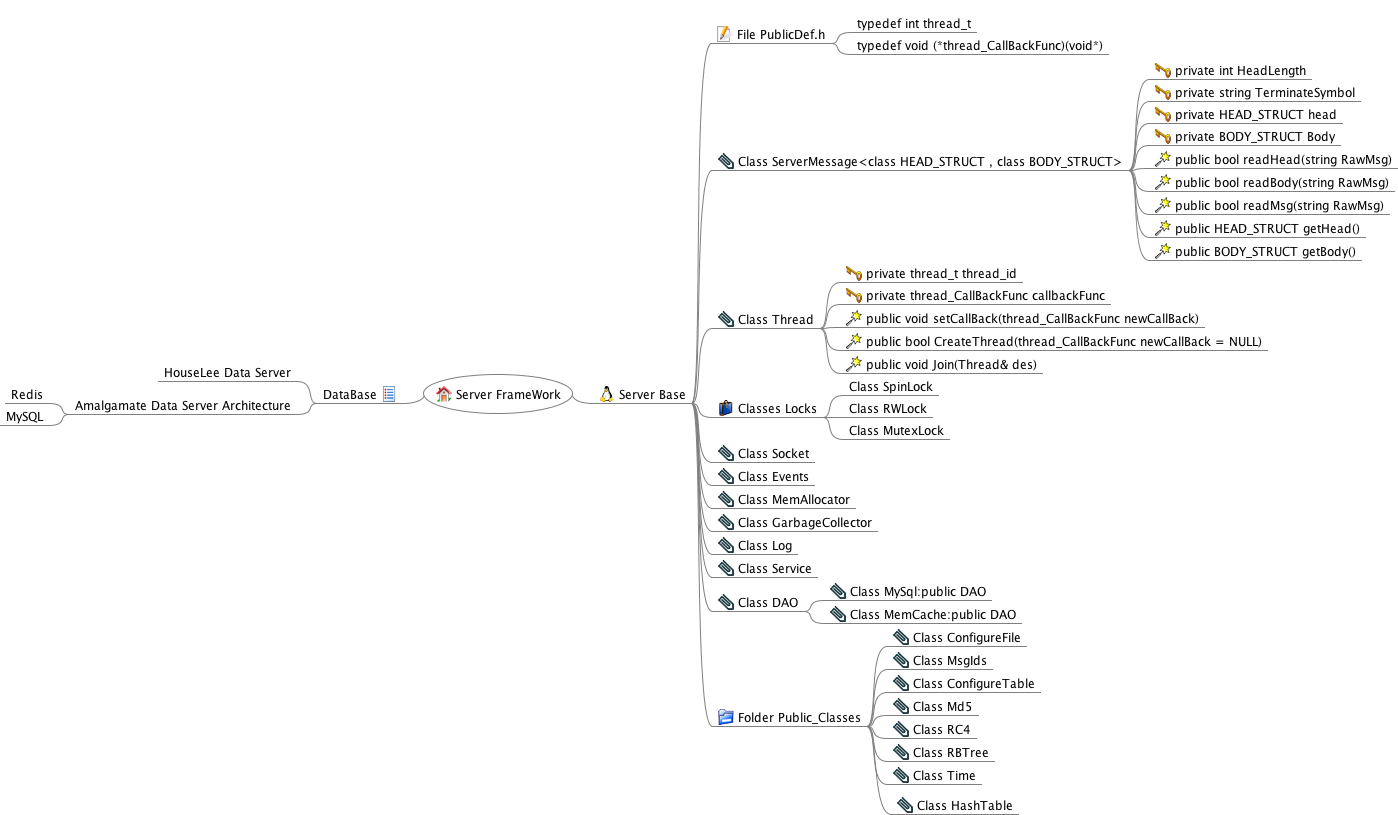 Server FrameWork
DataBase
HouseLee Data Server
Amalgamate Data Server Architecture
Redis
MySQL
Server Base
File PublicDef.h
typedef int thread_t
typedef void (*thread_CallBackFunc)(void*)
Class ServerMessage<class HEAD_STRUCT , class BODY_STRUCT>
private int HeadLength
private string TerminateSymbol
private HEAD_STRUCT head
private BODY_STRUCT Body
public bool readHead(string RawMsg)
public bool readBody(string RawMsg)
public bool readMsg(string RawMsg)
public HEAD_STRUCT getHead()
public BODY_STRUCT getBody()
Class Thread
private thread_t thread_id
private thread_CallBackFunc callbackFunc
public void setCallBack(thread_CallBackFunc newCallBack)
public bool CreateThread(thread_CallBackFunc newCallBack = NULL)
public void Join(Thread& des)
Classes Locks
Class SpinLock
Class RWLock
Class MutexLock
Class Socket
Class Events
Class MemAllocator
Class GarbageCollector
Class Log
Class Service
Class DAO
Class MySql:public DAO
Class MemCache:public DAO
Folder Public_Classes
Class ConfigureFile
Class MsgIds
Class ConfigureTable
Class Md5
Class RC4
Class RBTree
Class Time
Class HashTable